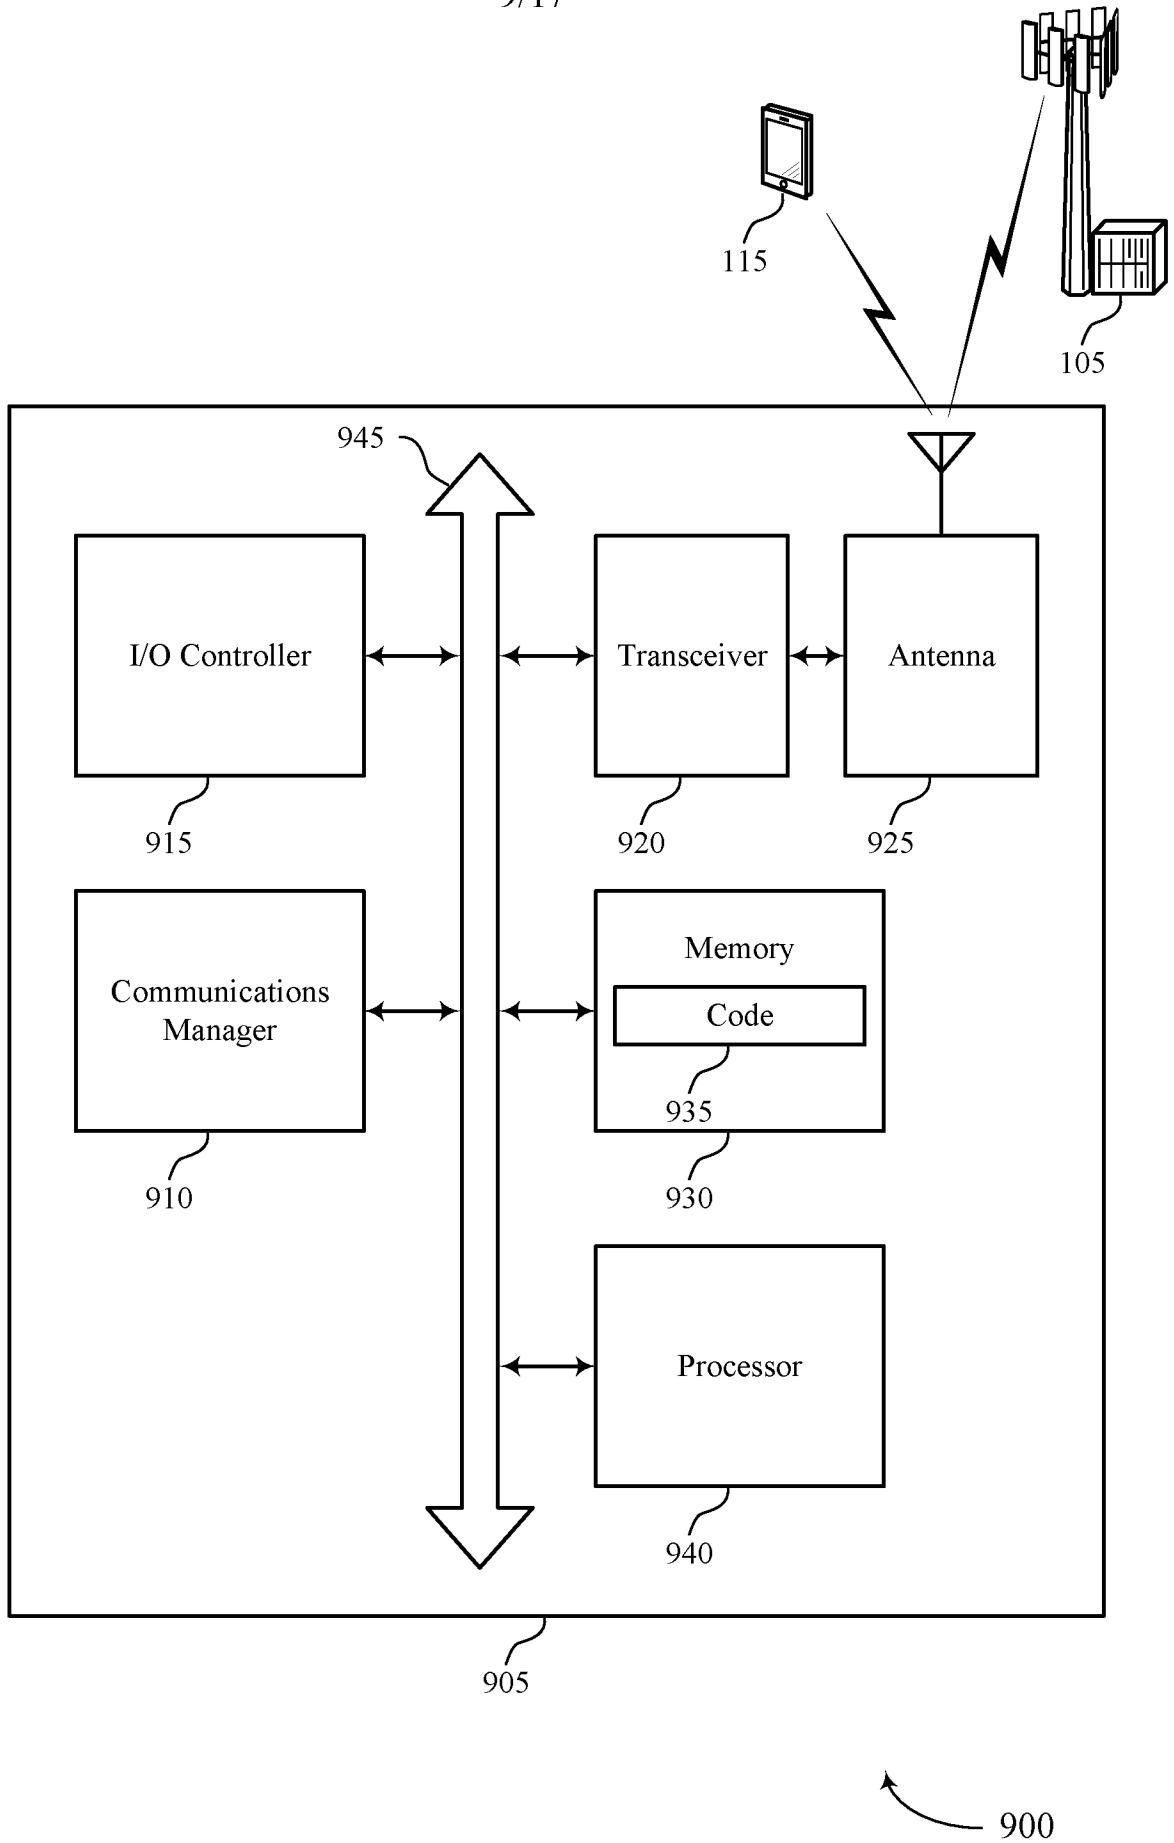 115
105
945
I/O Controller
Transceiver
Antenna
915
920
925
Communications
Manager
Memory
Code
935
910
930
Processor
940
905
900